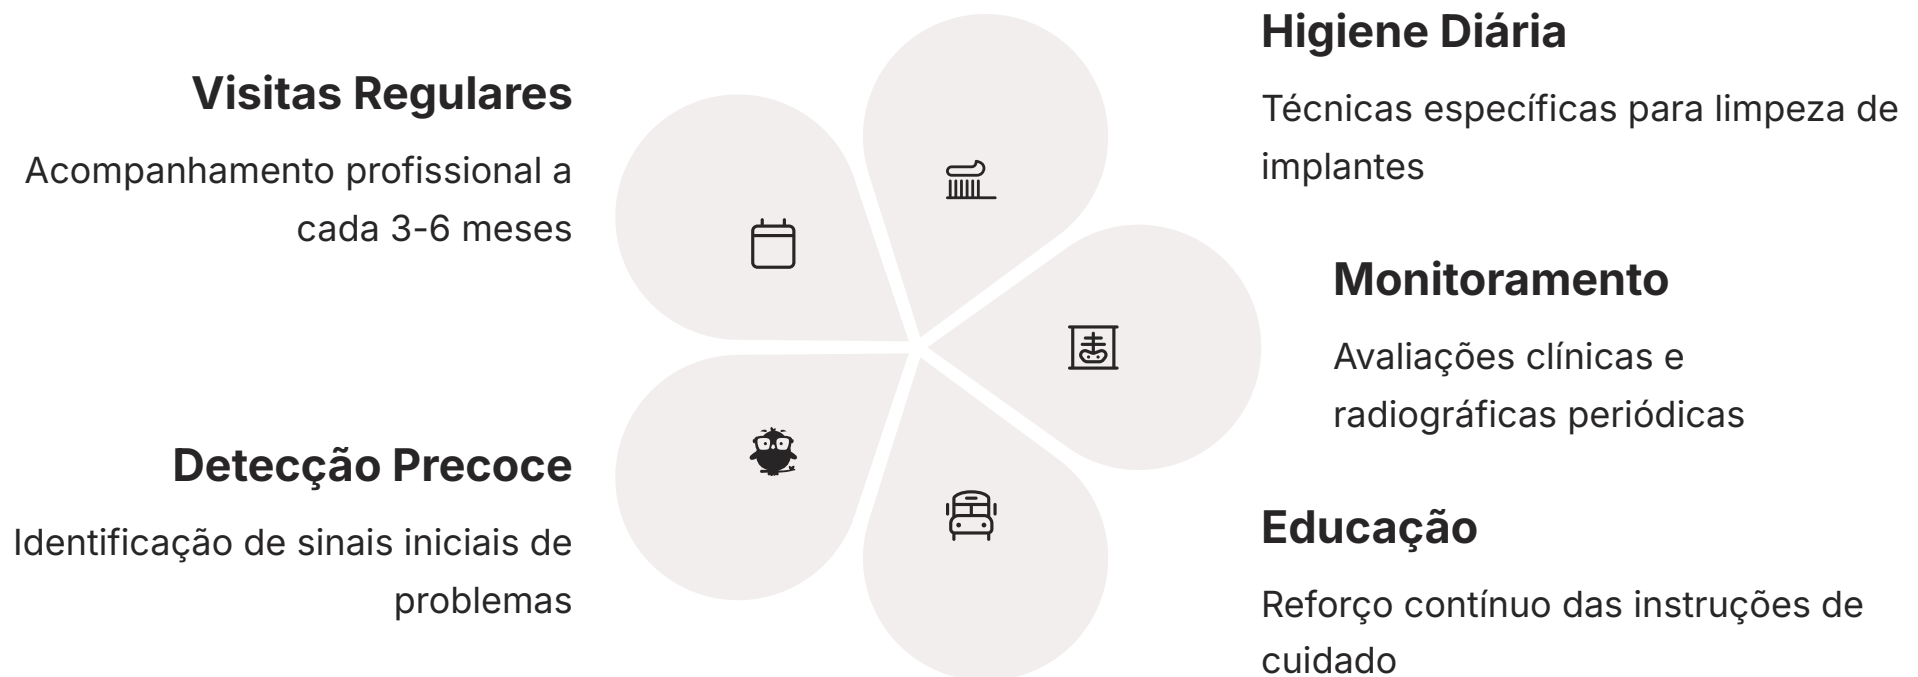 Visitas Regulares
Acompanhamento profissional a
cada 3-6 meses
Higiene Diária
Técnicas específicas para limpeza de
implantes
Monitoramento
Avaliações clínicas e
radiográficas periódicas
Detecção Precoce
Identificação de sinais iniciais de
problemas
Educação
Reforço contínuo das instruções de
cuidado